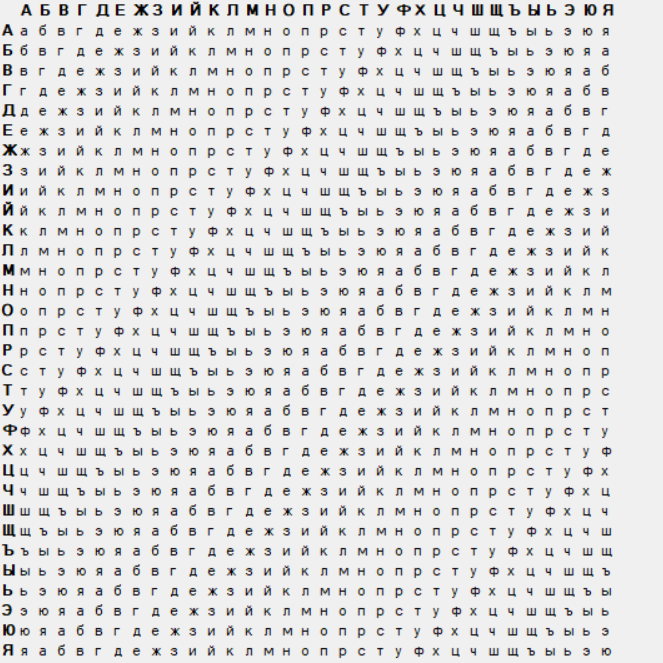 А Б В Г Д Е Ж З И Й К Л М Н О П Р С Т У Ф Х Ц Ч Ш Щ Ъ Ы Ь Э Ю Я
А а б в г д е ж з и й к л м н о п р с т у ф х ц ч ш щ ъ ы ь э ю я
Б б в г д е ж з и й к л м н о п р с т у ф х ц ч ш щ ъ ы ь э ю я а
В в г д е ж з и й к л м н о п р с т у ф х ц ч ш щ ъ ы ь э ю я а б
Г г д е ж з и й к л м н о п р с т у ф х ц ч ш щ ъ ы ь э ю я а б в
Д д е ж з и й к л м н о п р с т у ф х ц ч ш щ ъ ы ь э ю я а б в г
Е е ж з и й к л м н о п р с т у ф х ц ч ш щ ъ ы ь э ю я а б в г д
Ж ж з и й к л м н о п р с т у ф х ц ч ш щ ъ ы ь э ю я а б в г д е
З з и й к л м н о п р с т у ф х ц ч ш щ ъ ы ь э ю я а б в г д е ж
И и й к л м н о п р с т у ф х ц ч ш щ ъ ы ь э ю я а б в г д е ж з
Й й к л м н о п р с т у ф х ц ч ш щ ъ ы ь э ю я а б в г д е ж з и
К к л м н о п р с т у ф х ц ч ш щ ъ ы ь э ю я а б в г д е ж з и й
Л л м н о п р с т у ф х ц ч ш щ ъ ы ь э ю я а б в г д е ж з и й к
М м н о п р с т у ф х ц ч ш щ ъ ы ь э ю я а б в г д е ж з и й к л
Н н о п р с т у ф х ц ч ш щ ъ ы ь э ю я а б в г д е ж з и й к л м
О о п р с т у ф х ц ч ш щ ъ ы ь э ю я а б в г д е ж з и й к л м н
П п р с т у ф х ц ч ш щ ъ ы ь э ю я а б в г д е ж з и й к л м н о
Р р с т у ф х ц ч ш щ ъ ы ь э ю я а б в г д е ж з и й к л м н о п
С с т у ф х ц ч ш щ ъ ы ь э ю я а б в г д е ж з и й к л м н о п р
Т т у ф х ц ч ш щ ъ ы ь э ю я а б в г д е ж з и й к л м н о п р с
У у ф х ц ч ш щ ъ ы ь э ю я а б в г д е ж з и й к л м н о п р с т
Ф ф х ц ч ш щ ъ ы ь э ю я а б в г д е ж з и й к л м н о п р с т у
Х х ц ч ш щ ъ ы ь э ю я а б в г д е ж з и й к л м н о п р с т у ф
Ц ц ч ш щ ъ ы ь э ю я а б в г д е ж з и й к л м н о п р с т у ф х
Ч ч ш щ ъ ы ь э ю я а б в г д е ж з и й к л м н о п р с т у ф х ц
Ш ш щ ъ ы ь э ю я а б в г д е ж з и й к л м н о п р с т у ф х ц ч
Щ щ ъ ы ь э ю я а б в г д е ж з и й к л м н о п р с т у ф х ц ч ш
Ъ ъ ы ь э ю я а б в г д е ж з и й к л м н о п р с т у ф х ц ч ш щ
Ы ы ь э ю я а б в г д е ж з и й к л м н о п р с т у ф х ц ч ш щ ъ
Ь ь э ю я а б в г д е ж з и й к л м н о п р с т у ф х ц ч ш щ ъ ы
Э э ю я а б в г д е ж з и й к л м н о п р с т у ф х ц ч ш щ ъ ы ь
Ю ю я а б в г д е ж з и й к л м н о п р с т у ф х ц ч ш щ ъ ы ь э
Я я а б в г д е ж з и й к л м н о п р с т у ф х ц ч ш щ ъ ы ь э ю